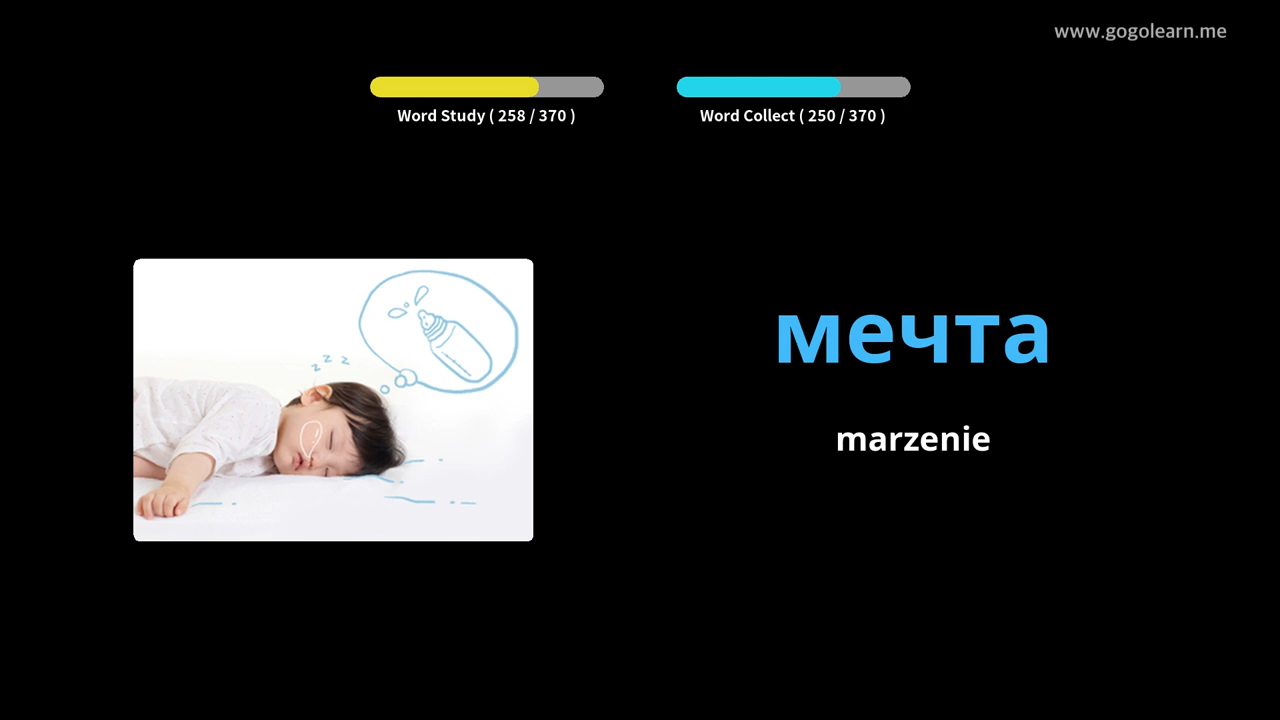 www.gogolearn.me
Word Study ( 258 / 370 )
Word Collect ( 250 / 370 )
z z z
мечта
marzenie